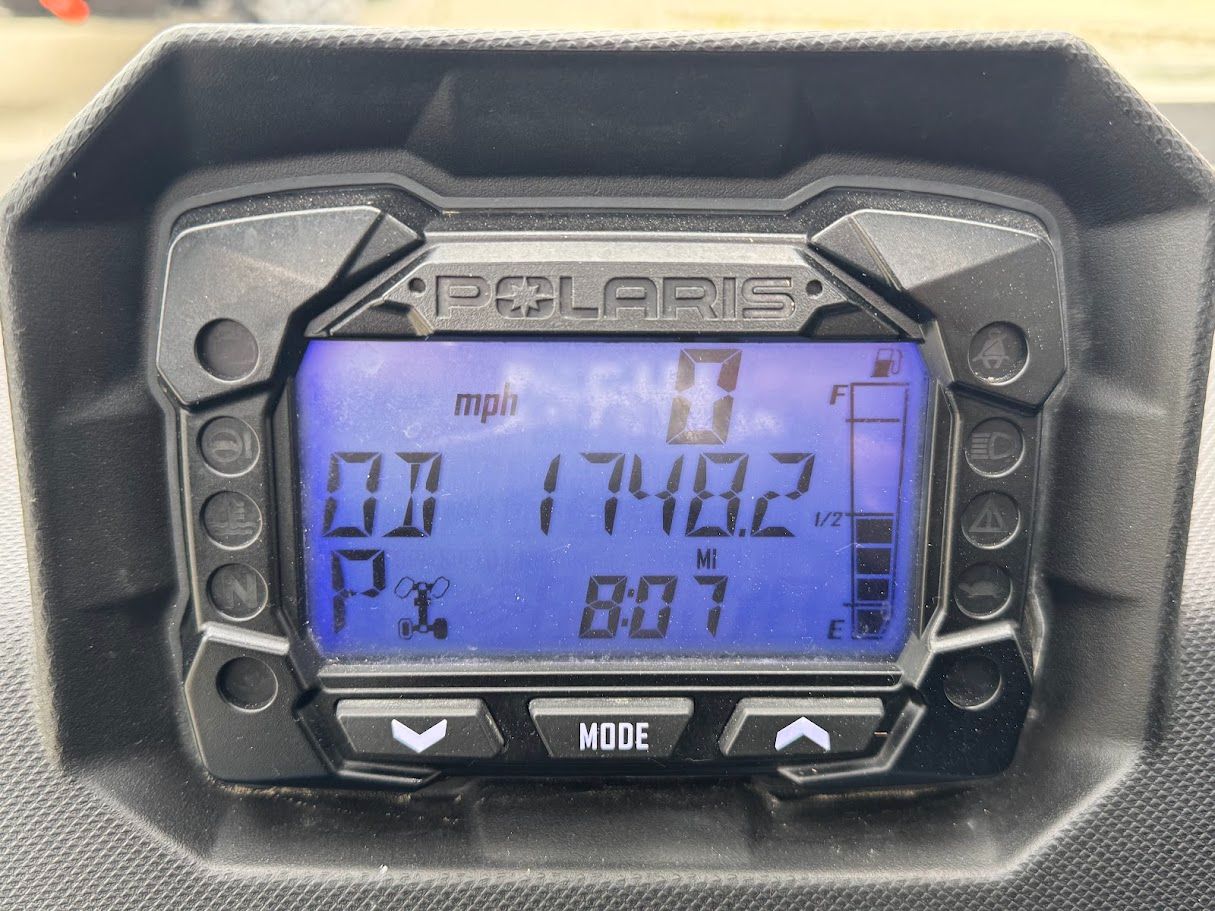 POLARIS
mph 0
F
OD 1748.2
1/2
MI
P 8:07
E
N
MODE